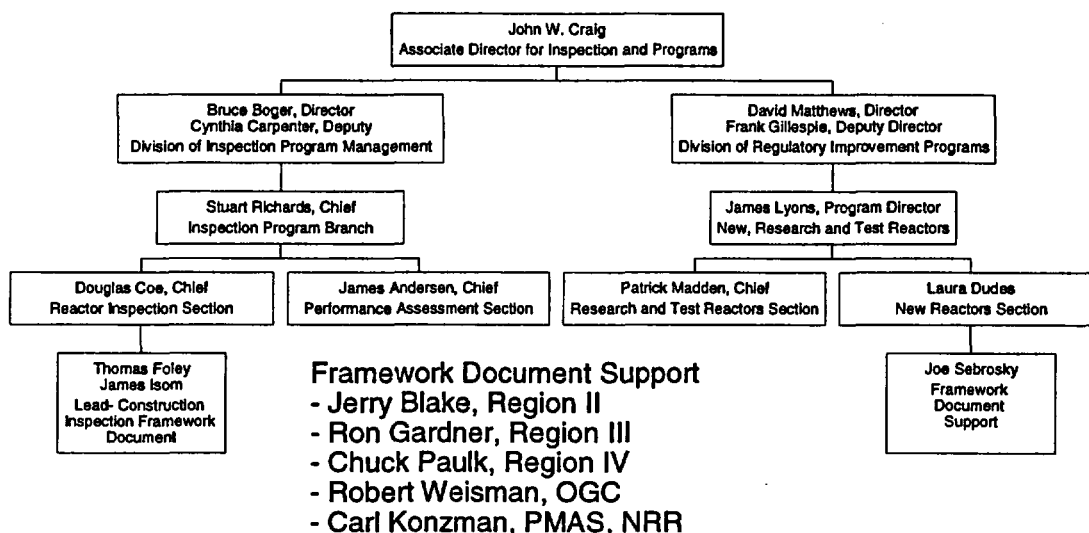 John W. Craig
Associate Director for Inspection and Programs
Bruce Boger, Director
Cynthia Carpenter, Deputy
Division of Inspection Program Management
David Matthews, Director
Frank Gillespie, Deputy Director
Division of Regulatory Improvement Programs
Stuart Richards, Chief
Inspection Program Branch
James Lyons, Program Director
New, Research and Test Reactors
Douglas Coe, Chief
Reactor Inspection Section
James Andersen, Chief
Performance Assessment Section
Patrick Madden, Chief
Research and Test Reactors Section
Laura Dudes
New Reactors Section
Thomas Foley
James Isom
Lead- Construction
Inspection Framework
Document
Joe Sebrosky
Framework
Document
Support
Framework Document Support
- Jerry Blake, Region II
- Ron Gardner, Region III
- Chuck Paulk, Region IV
- Robert Weisman, OGC
- Carl Konzman, PMAS, NRR